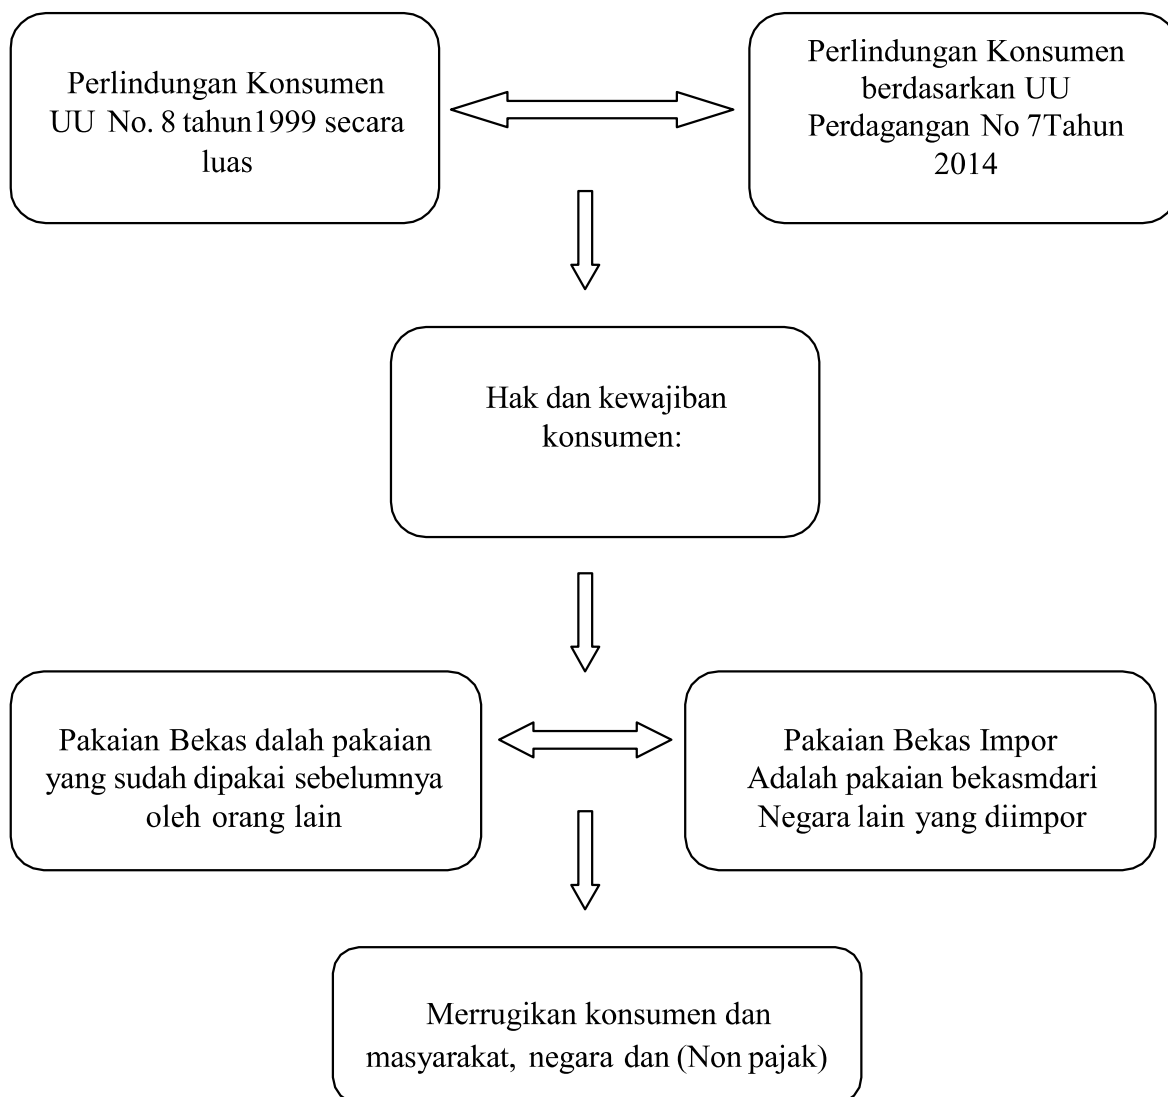 Perlindungan Konsumen
UU No. 8 tahun1999 secara
luas
Perlindungan Konsumen
berdasarkan UU
Perdagangan No 7Tahun
2014
Hak dan kewajiban
konsumen:
Pakaian Bekas dalah pakaian
yang sudah dipakai sebelumnya
oleh orang lain
Pakaian Bekas Impor
Adalah pakaian bekasmdari
Negara lain yang diimpor
Merrugikan konsumen dan
masyarakat, negara dan (Non pajak)